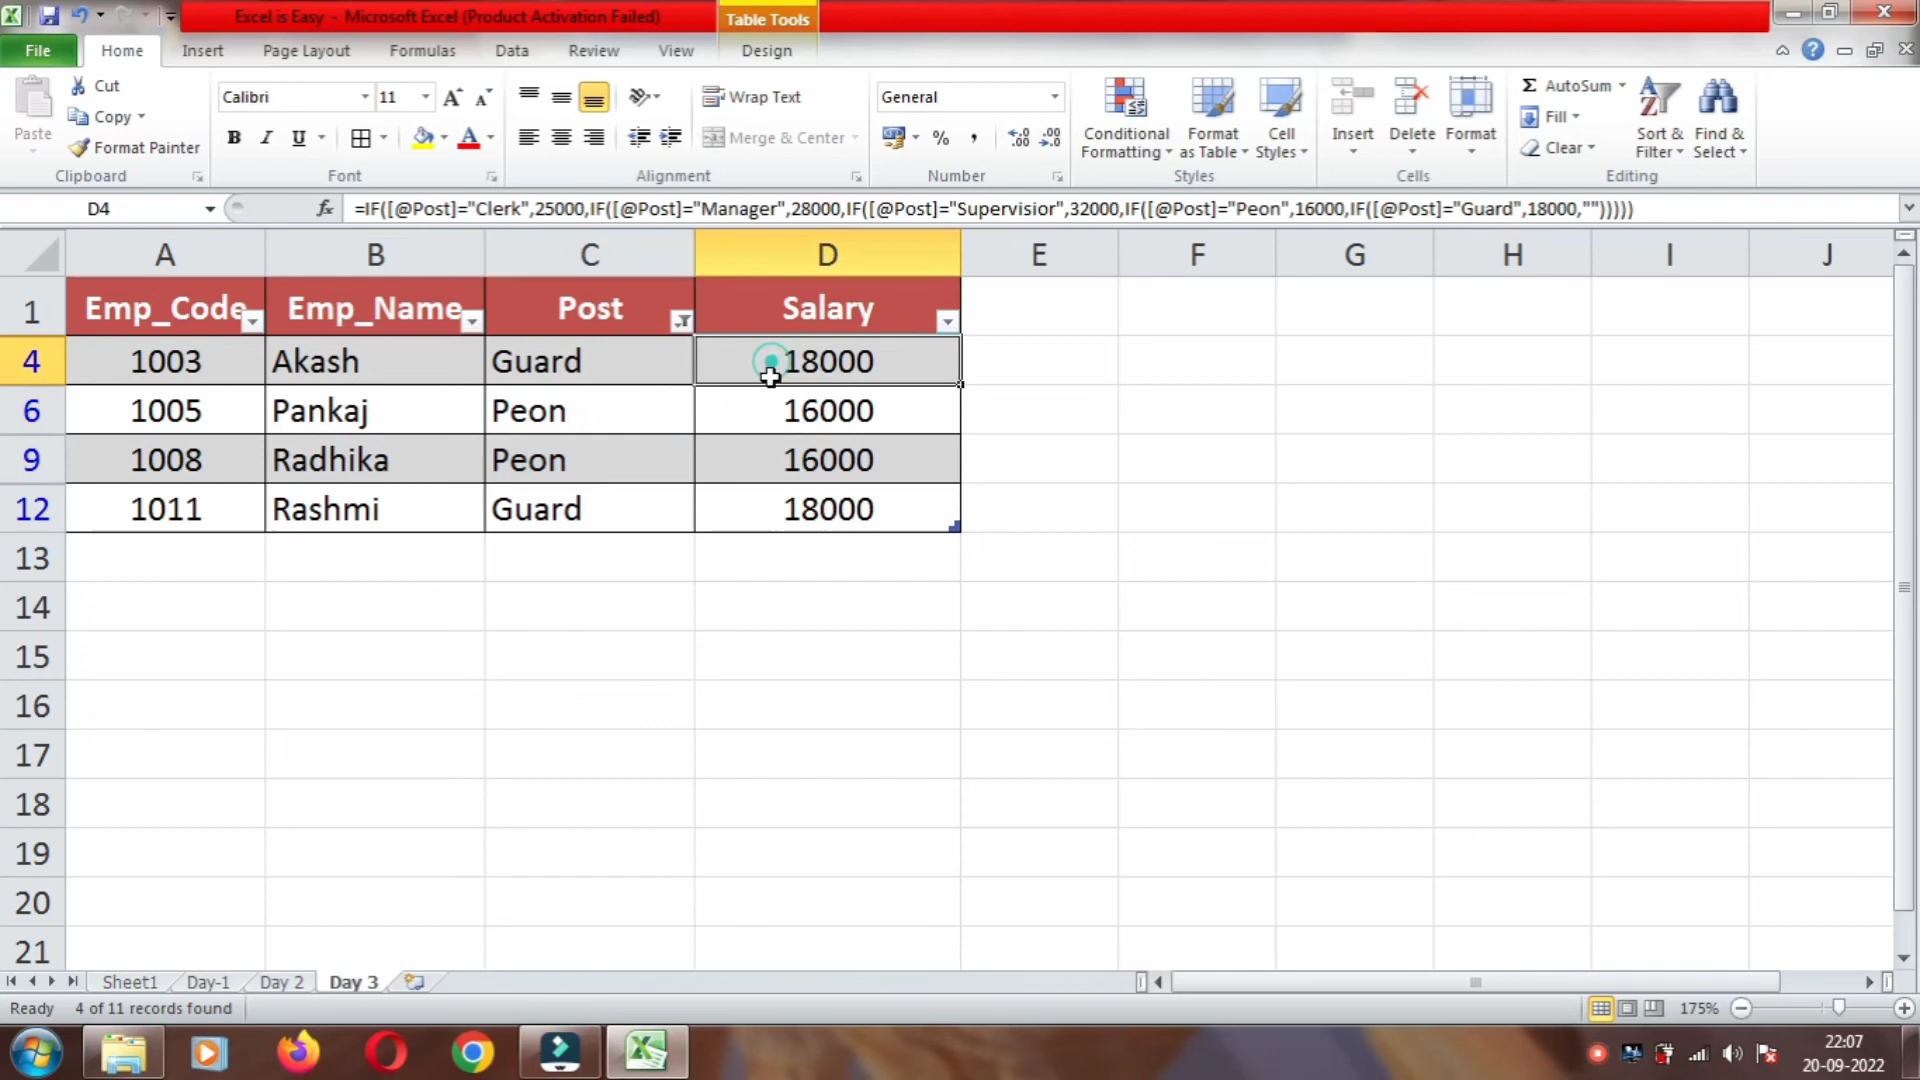 Excel is Easy - Microsoft Excel (Product Activation Failed)
Table Tools
File Home Insert Page Layout Formulas Data Review View Design
Paste
Cut
Copy
Format Painter
Clipboard
Calibri 11
B I U
Font
Wrap Text
Merge & Center
Alignment
General
%
Number
Conditional Formatting
Format as Table
Cell Styles
Styles
Insert Delete Format
Cells
Σ AutoSum
Fill
Clear
Sort & Filter
Find & Select
Editing
D4 fx =IF([@Post]="Clerk",25000,IF([@Post]="Manager",28000,IF([@Post]="Supervisior",32000,IF([@Post]="Peon",16000,IF([@Post]="Guard",18000,"")))))
A B C D E F G H I J
1 Emp_Code Emp_Name Post Salary
4 1003 Akash Guard 18000
6 1005 Pankaj Peon 16000
9 1008 Radhika Peon 16000
12 1011 Rashmi Guard 18000
13
14
15
16
17
18
19
20
21
Sheet1 Day-1 Day 2 Day 3
Ready 4 of 11 records found 175%
22:07
20-09-2022